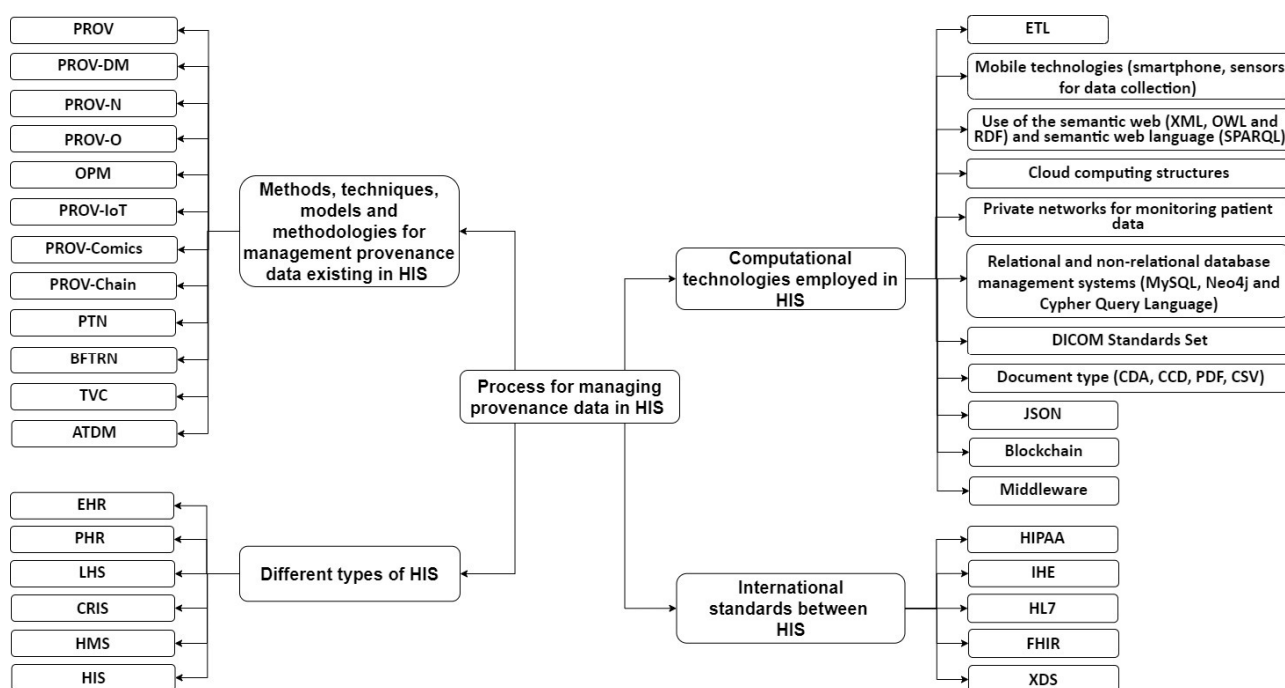 PROV
PROV-DM
PROV-N
PROV-O
OPM
PROV-IoT
PROV-Comics
PROV-Chain
PTN
BFTRN
TVC
ATDM
Methods, techniques,
models and
methodologies for
management provenance
data existing in HIS
EHR
PHR
LHS
CRIS
HMS
HIS
Different types of HIS
Process for managing
provenance data in HIS
Computational
technologies employed in
HIS
ETL
Mobile technologies (smartphone, sensors
for data collection)
Use of the semantic web (XML, OWL and
RDF) and semantic web language (SPARQL)
Cloud computing structures
Private networks for monitoring patient
data
Relational and non-relational database
management systems (MySQL, Neo4j and
Cypher Query Language)
DICOM Standards Set
Document type (CDA, CCD, PDF, CSV)
JSON
Blockchain
Middleware
International
standards between
HIS
HIPAA
IHE
HL7
FHIR
XDS